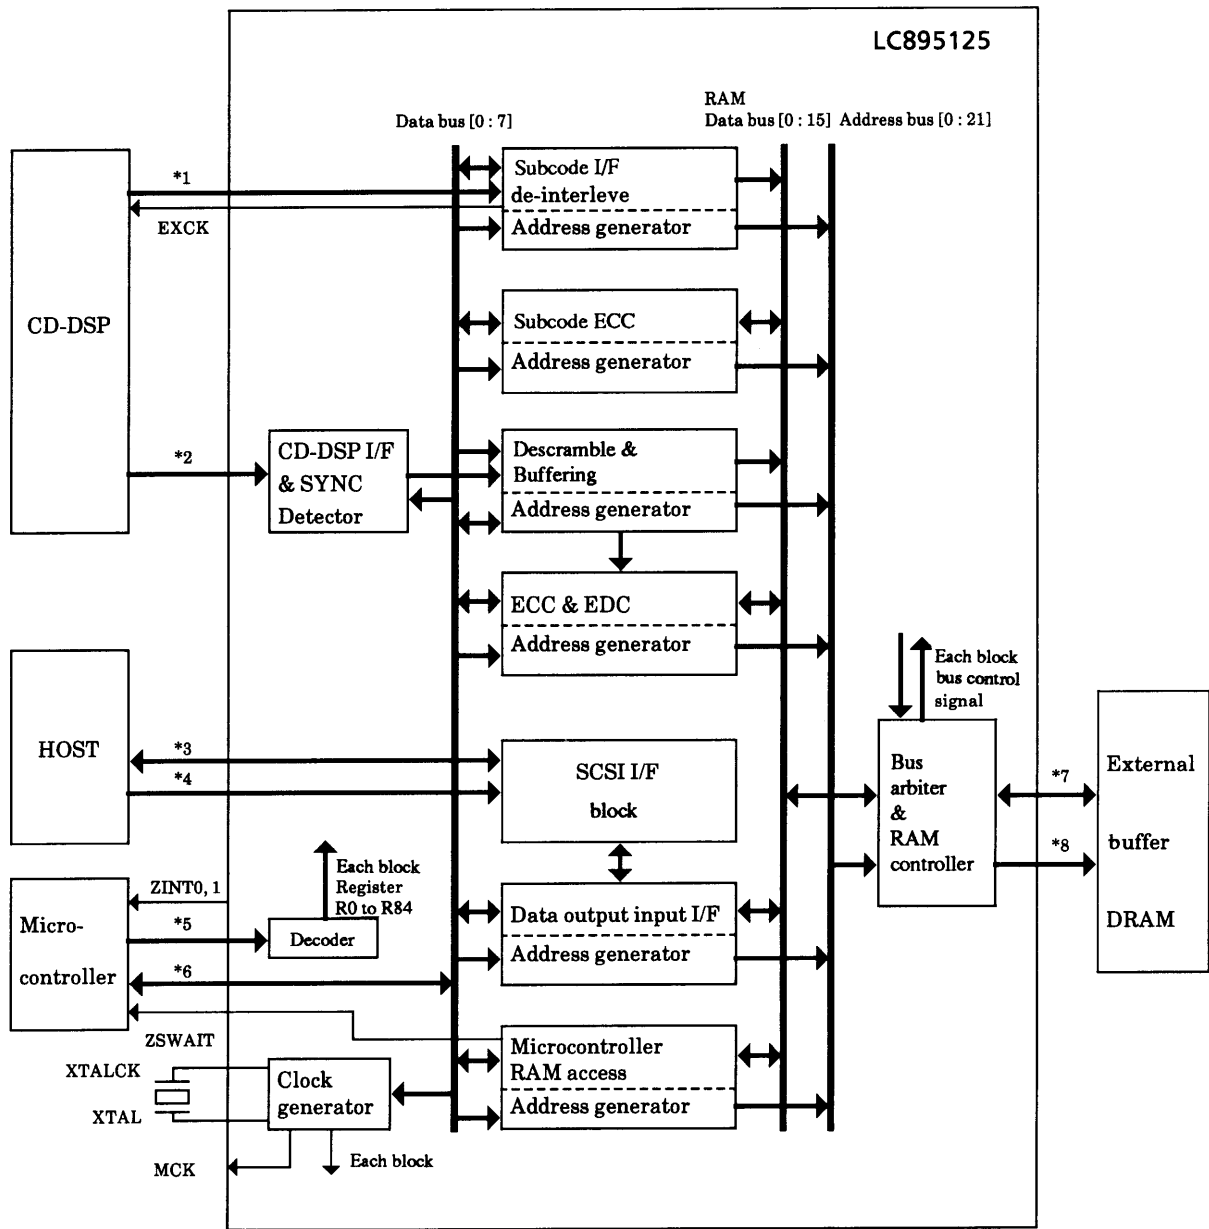 LC895125
RAM
Data bus [0 : 7]
Data bus [0 : 15] Address bus [0 : 21]
CD-DSP
*1
EXCK
Subcode I/F
de-interleve
Address generator
Subcode ECC
Address generator
*2
CD-DSP I/F
& SYNC
Detector
Descramble &
Buffering
Address generator
ECC & EDC
Address generator
Each block
bus control
signal
HOST
*3
*4
SCSI I/F
block
Bus
arbiter
&
RAM
controller
*7
*8
External
buffer
DRAM
Each block
Register
R0 to R84
Micro-
controller
ZINT0, 1
*5
Decoder
*6
Data output input I/F
Address generator
ZSWAIT
Microcontroller
RAM access
Address generator
XTALCK
XTAL
Clock
generator
MCK
Each block